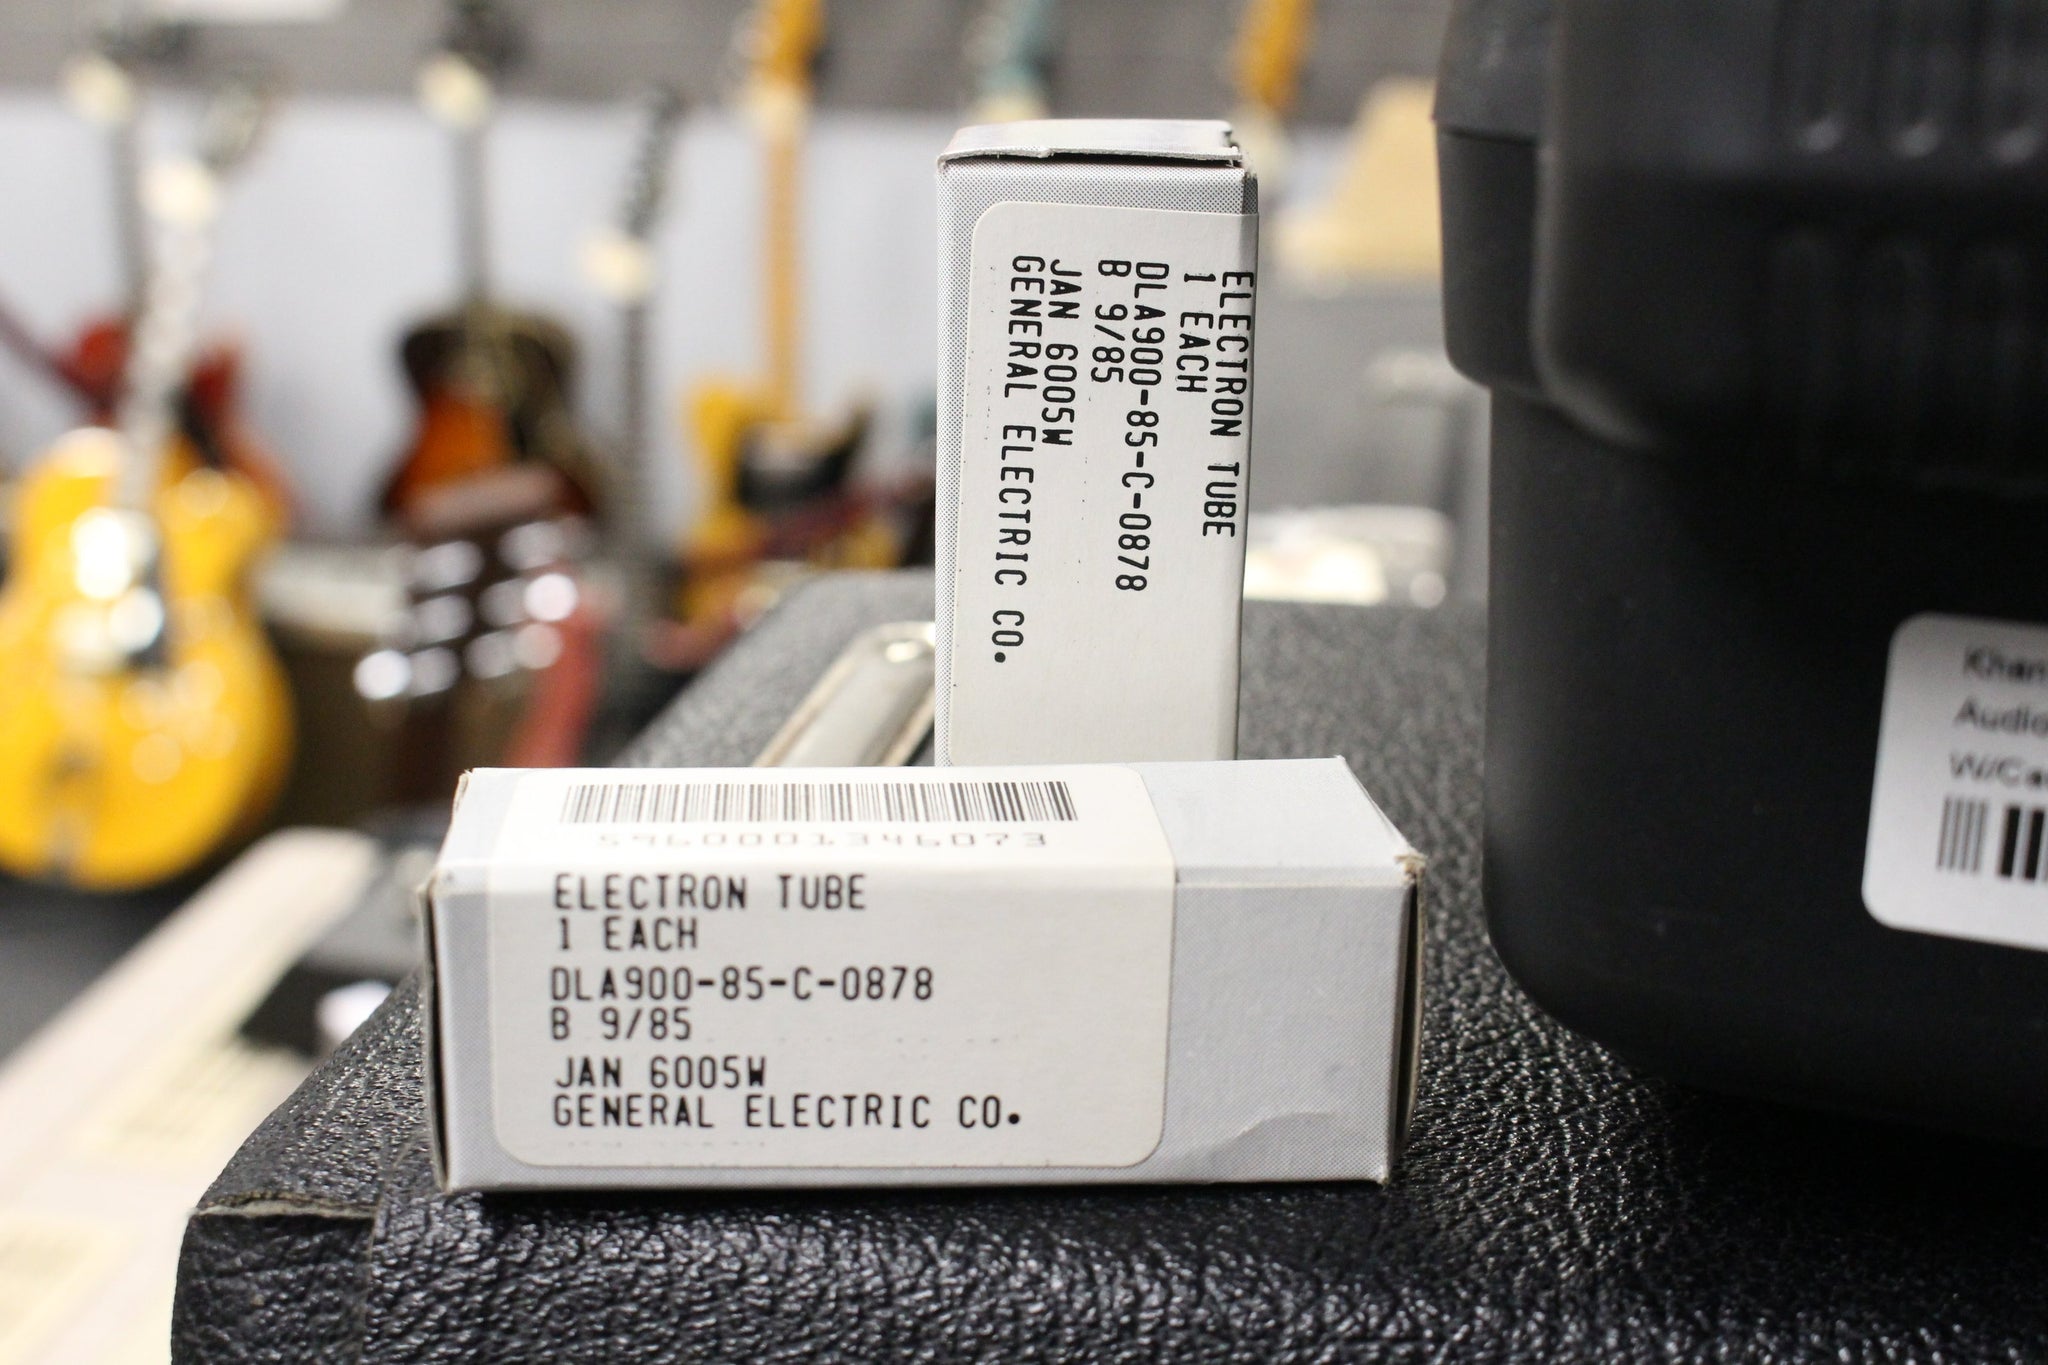 ELECTRON TUBE
1 EACH
DLA900-85-C-0878
B 9/85
JAN 6005W
GENERAL ELECTRIC CO.
5960001346073
ELECTRON TUBE
1 EACH
DLA900-85-C-0878
B 9/85
JAN 6005W
GENERAL ELECTRIC CO.
Audio